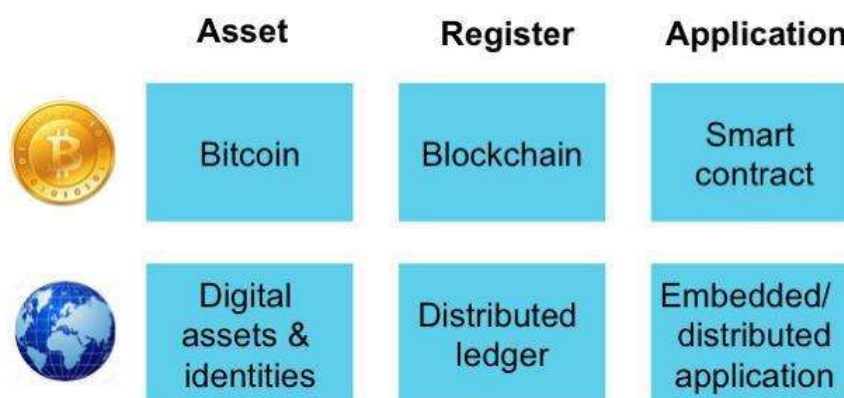 Asset Register Application
Bitcoin Blockchain Smart contract
Digital assets & identities Distributed ledger Embedded/ distributed application